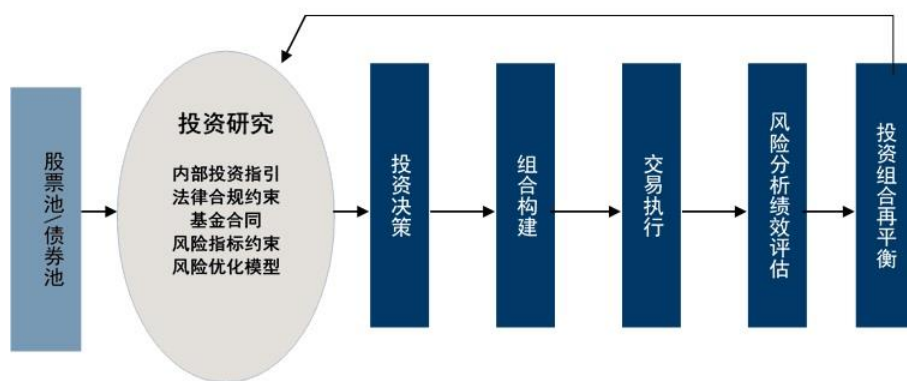 股票池\债券池
投资研究
内部投资指引
法律合规约束
基金合同
风险指标约束
风险优化模型
投资决策
组合构建
交易执行
风险分析绩效评估
投资组合再平衡